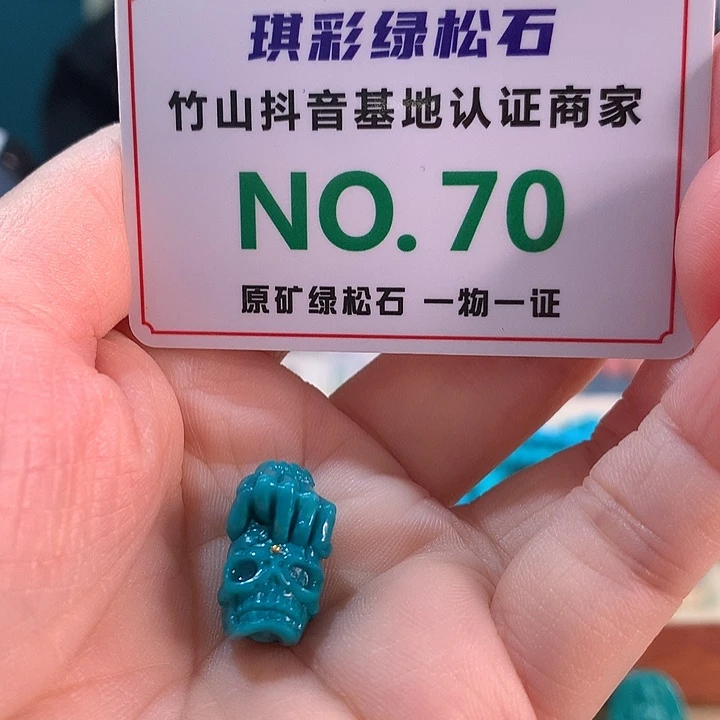 琪彩绿松石
竹山抖音基地认证商家
NO. 70
原矿绿松石 一物一证